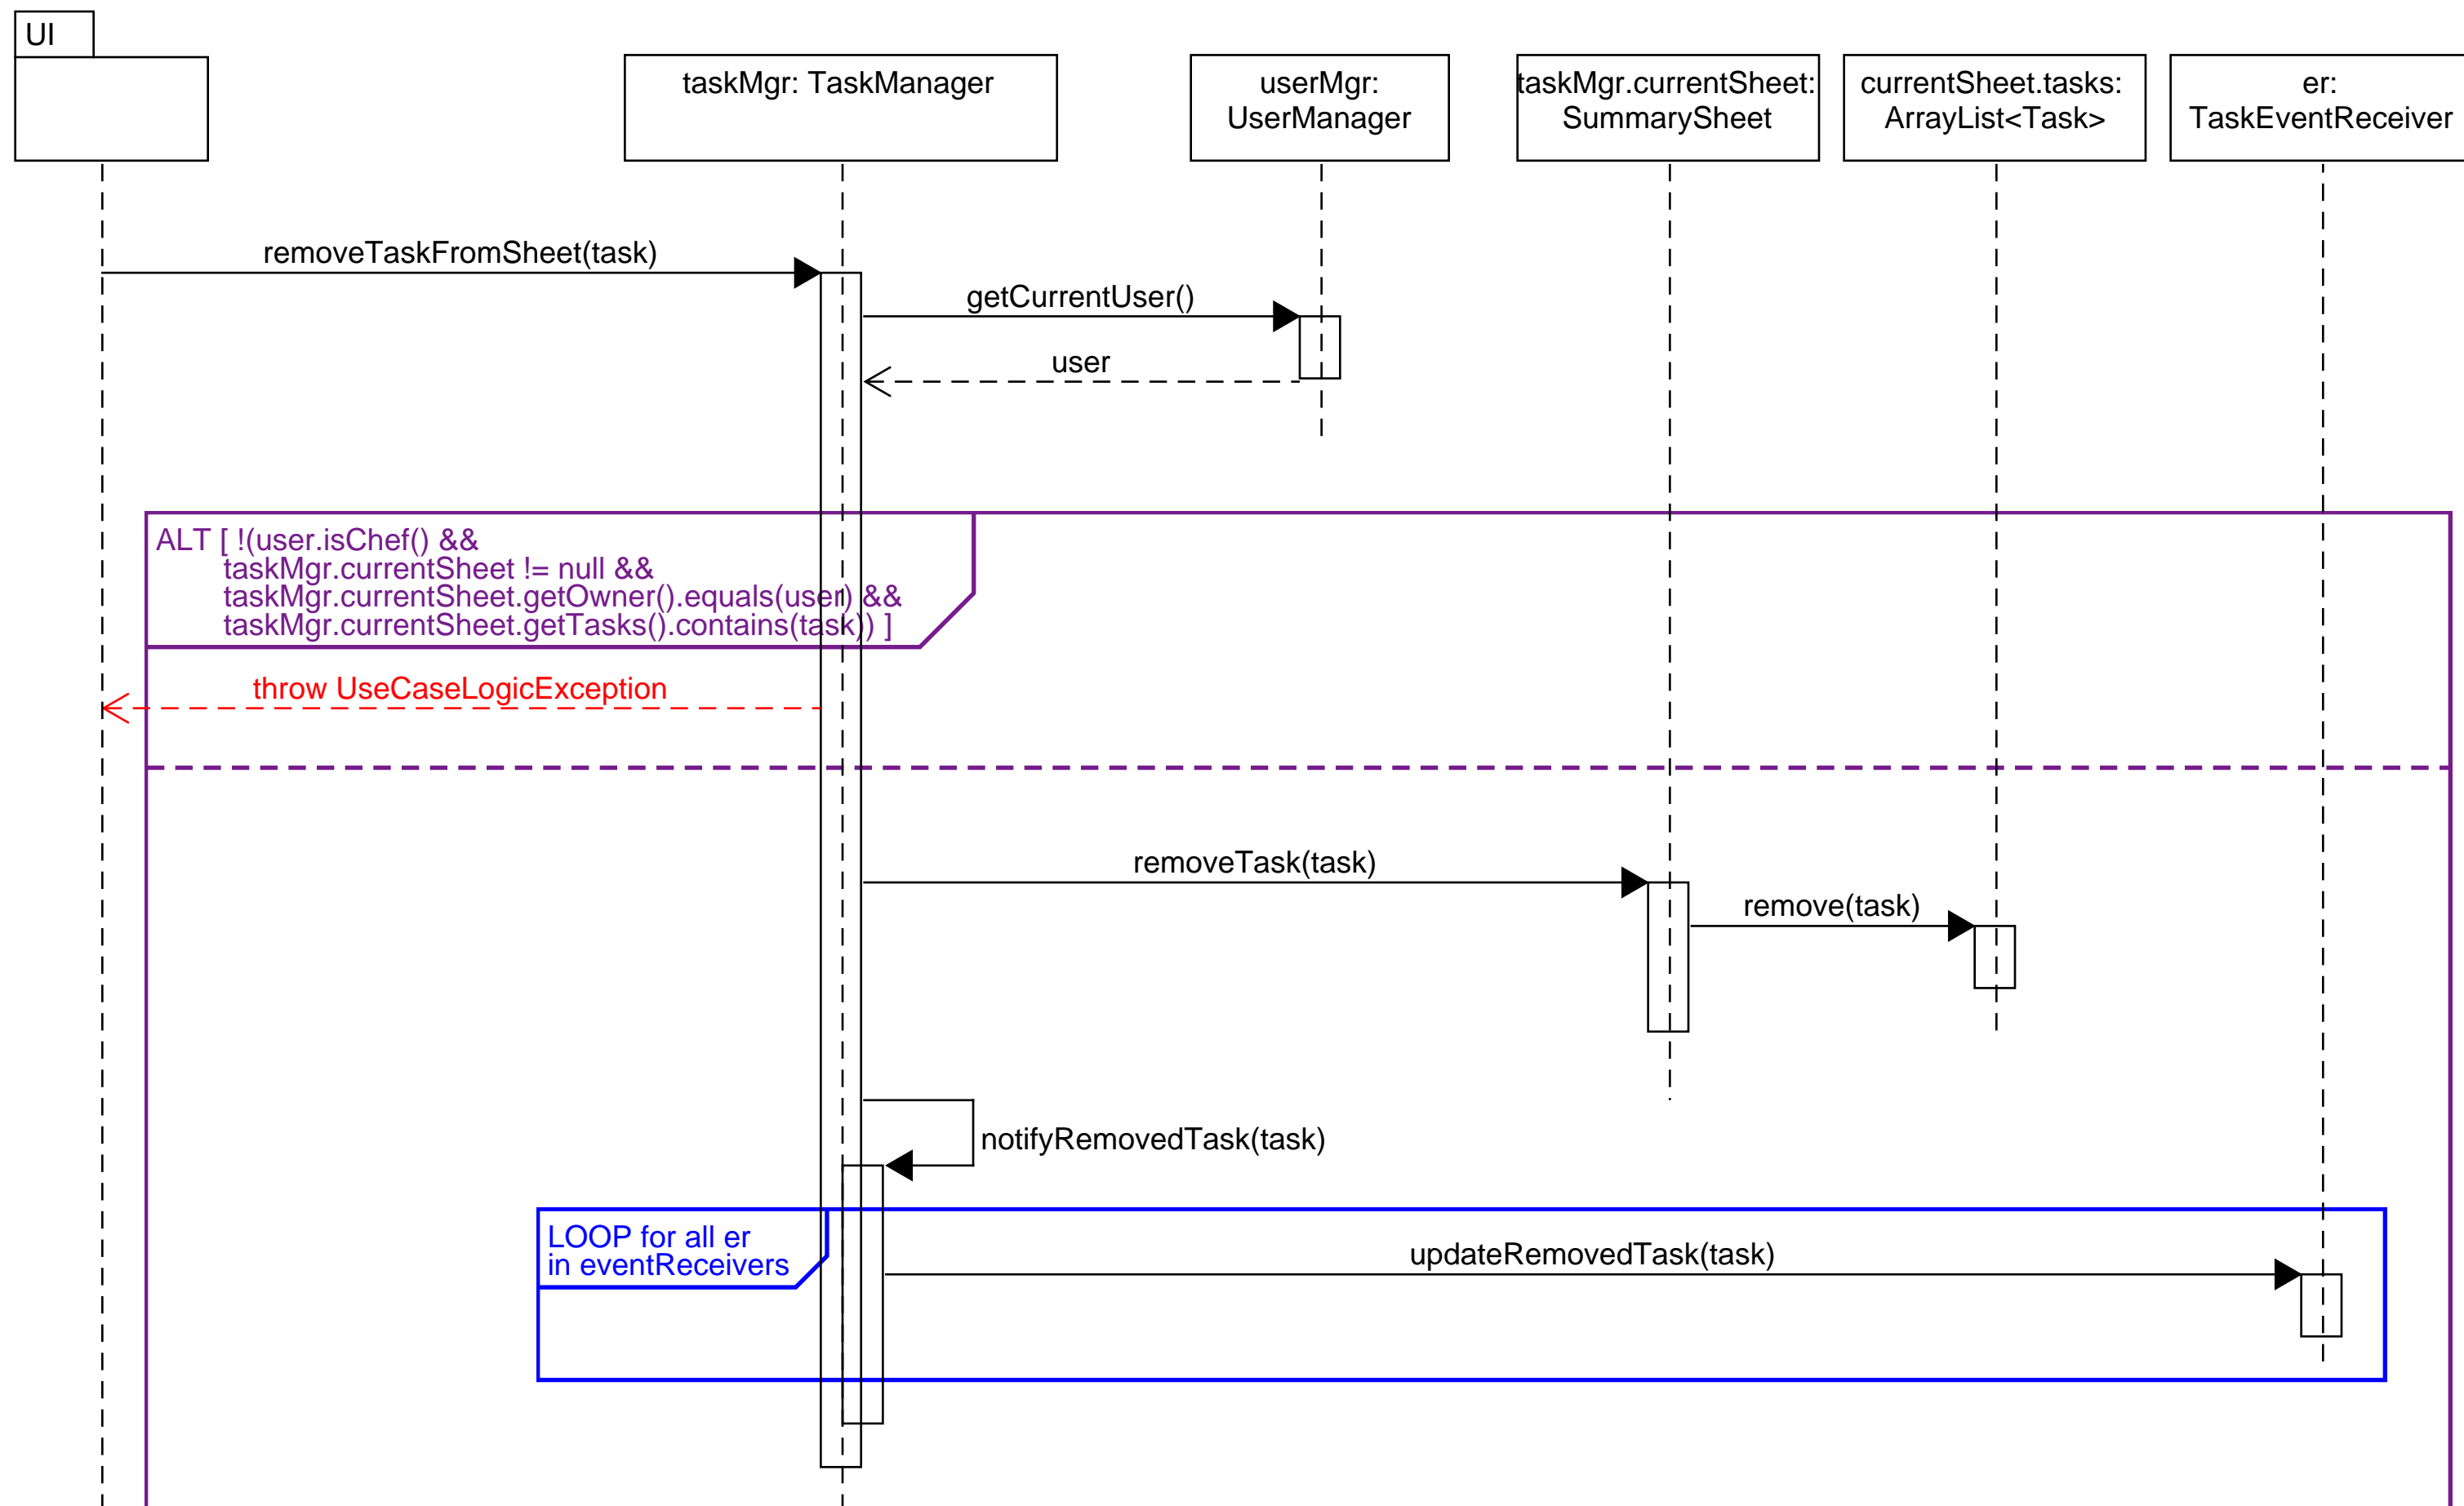 UI
taskMgr: TaskManager
userMgr:
UserManager
taskMgr.currentSheet:
SummarySheet
currentSheet.tasks:
ArrayList<Task>
er:
TaskEventReceiver
removeTaskFromSheet(task)
getCurrentUser()
user
ALT [ !(user.isChef() &&
taskMgr.currentSheet != null &&
taskMgr.currentSheet.getOwner().equals(user) &&
taskMgr.currentSheet.getTasks().contains(task)) ]
throw UseCaseLogicException
removeTask(task)
remove(task)
notifyRemovedTask(task)
LOOP for all er
in eventReceivers
updateRemovedTask(task)